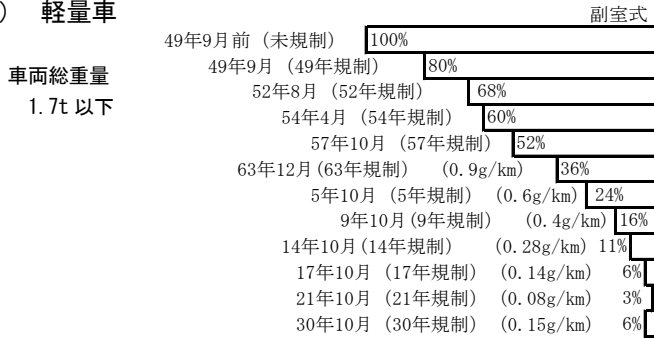 ) 軽量車
副室式
49年9月前 (未規制) 100%
49年9月 (49年規制) 80%
車両総重量
52年8月 (52年規制) 68%
1.7t 以下
54年4月 (54年規制) 60%
57年10月 (57年規制) 52%
63年12月(63年規制) (0.9g/km) 36%
5年10月 (5年規制) (0.6g/km) 24%
9年10月(9年規制) (0.4g/km) 16%
14年10月(14年規制) (0.28g/km) 11%
17年10月 (17年規制) (0.14g/km) 6%
21年10月 (21年規制) (0.08g/km) 3%
30年10月 (30年規制) (0.15g/km) 6%